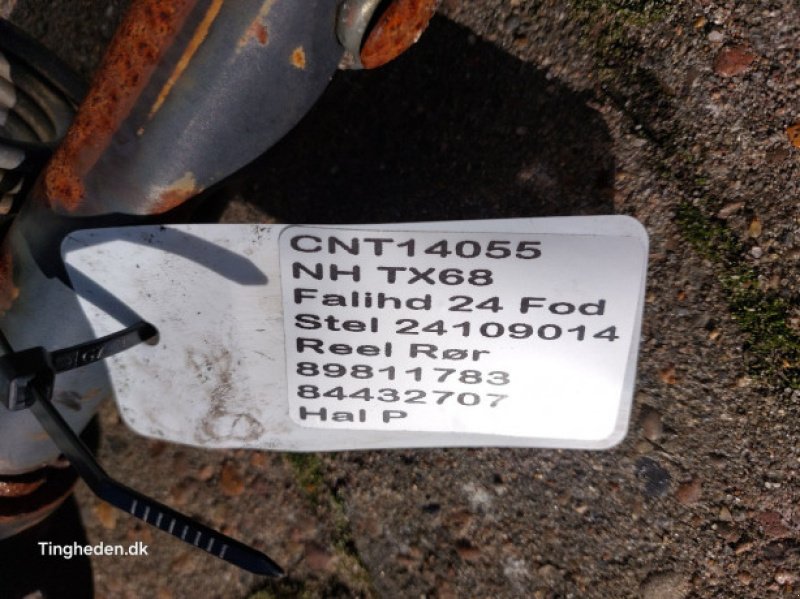 CNT14055
NH TX68
Falihd 24 Fod
Stel 24109014
Reel Rør
89811783
84432707
Hal P
Tingheden.dk